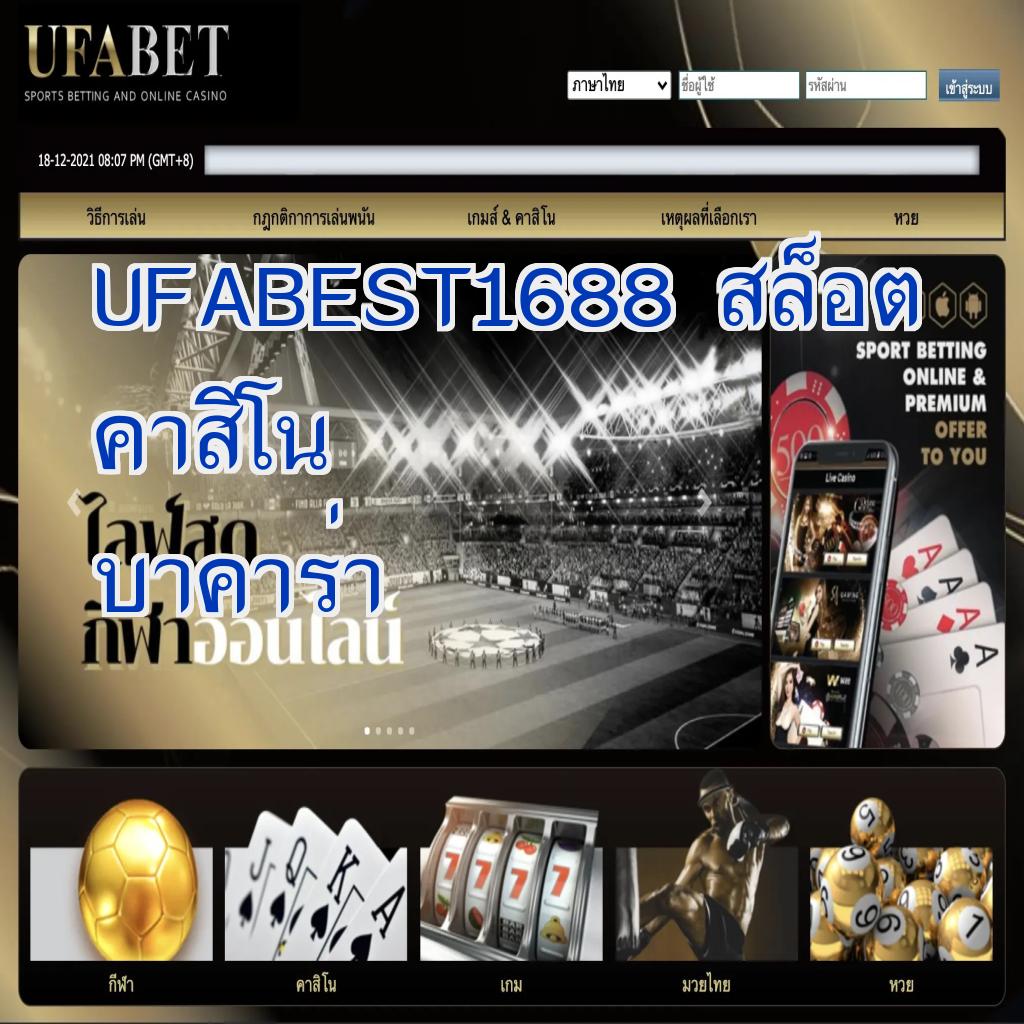 UFABET
SPORTS BETTING AND ONLINE CASINO
ภาษาไทย
ชื่อผู้ใช้
รหัสผ่าน
เข้าสู่ระบบ
18-12-2021 08:07 PM (GMT+8)
วิธีการเล่น
กฎกติกาการเล่นพนัน
เกมส์ & คาสิโน
เหตุผลที่เลือกเรา
หวย
UFABEST1688 สล็อต
คาสิโน
บาคาร่า
ไลฟ์สด
กีฬาออนไลน์
SPORT BETTING
ONLINE &
PREMIUM
OFFER
TO YOU
Live Casino
กีฬา
คาสิโน
เกม
มวยไทย
หวย